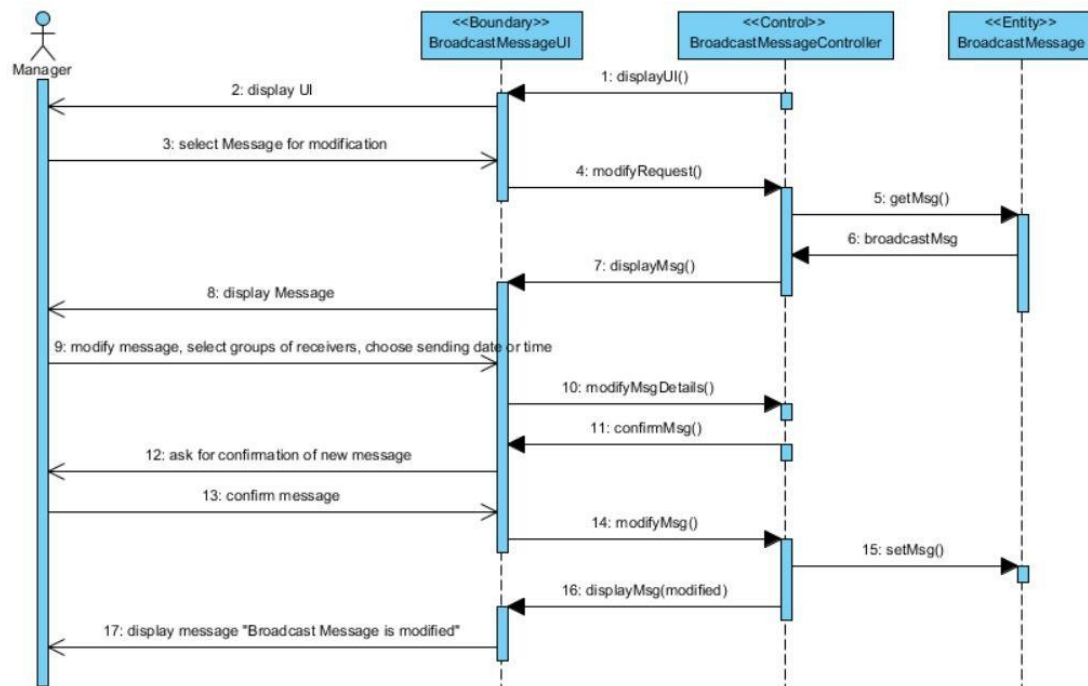 <<Boundary>>
BroadcastMessageUI
<<Control>>
BroadcastMessageController
<<Entity>>
BroadcastMessage
Manager
1: displayUI()
2: display UI
3: select Message for modification
4: modifyRequest()
5: getMsg()
6: broadcastMsg
7: displayMsg()
8: display Message
9: modify message, select groups of receivers, choose sending date or time
10: modifyMsgDetails()
11: confirmMsg()
12: ask for confirmation of new message
13: confirm message
14: modifyMsg()
15: setMsg()
16: displayMsg(modified)
17: display message "Broadcast Message is modified"